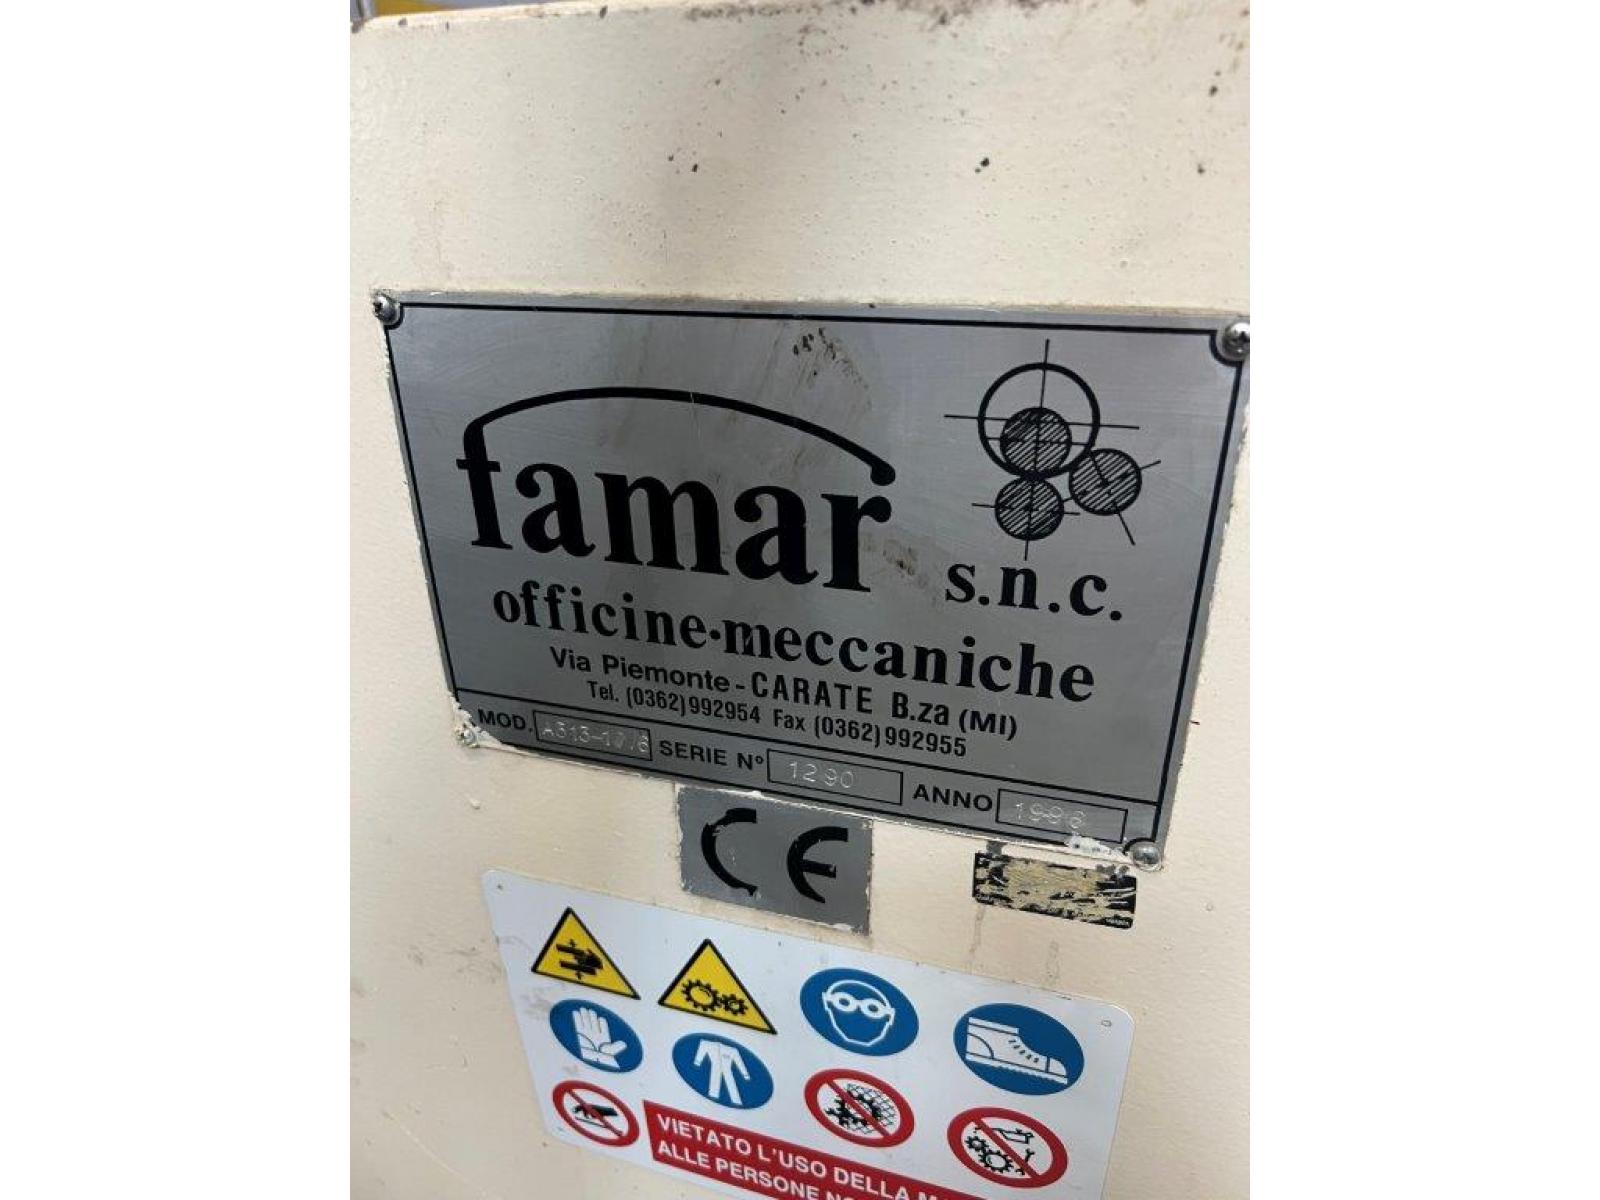 famar s.n.c.
officine·meccaniche
Via Piemonte - CARATE B.za (MI)
Tel. (0362) 992954 Fax (0362) 992955
MOD. SERIE N° 1290 ANNO 1996
CE
VIETATO L'USO DELLA
ALLE PERSONE